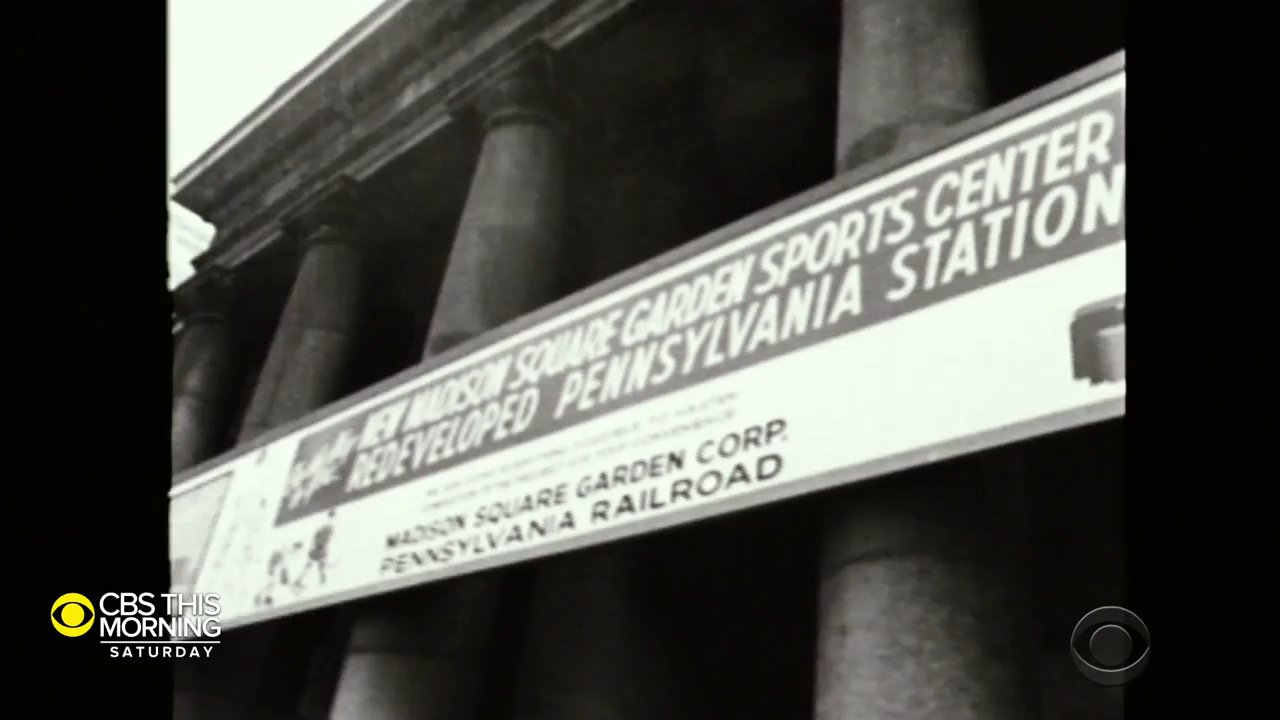 NEW MADISON SQUARE GARDEN SPORTS CENTER
REDEVELOPED PENNSYLVANIA STATION
MADISON SQUARE GARDEN CORP.
PENNSYLVANIA RAILROAD
CBS THIS
MORNING
SATURDAY